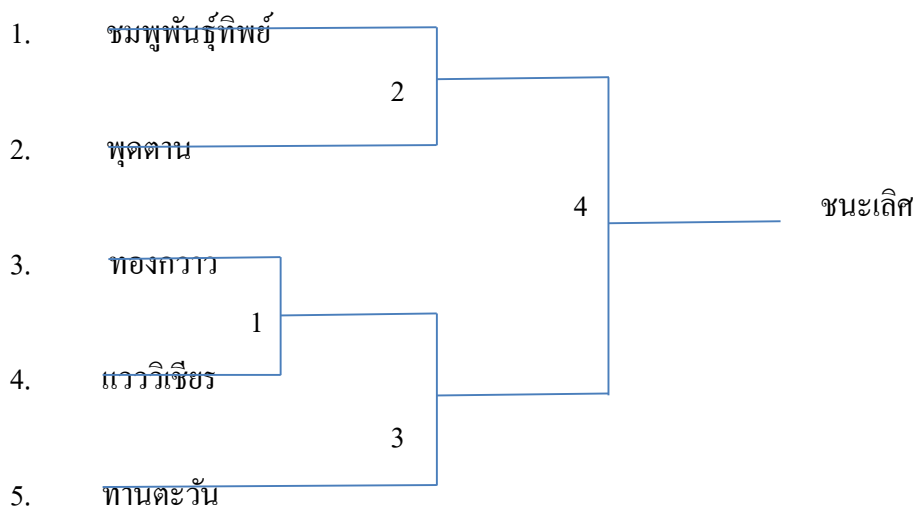 1. ชมพูพันธุ์ทิพย์
2
2. พุดตาน
4 ชนะเลิศ
3. ทองกวาว
1
4. แวววิเชียร
3
5. ทานตะวัน